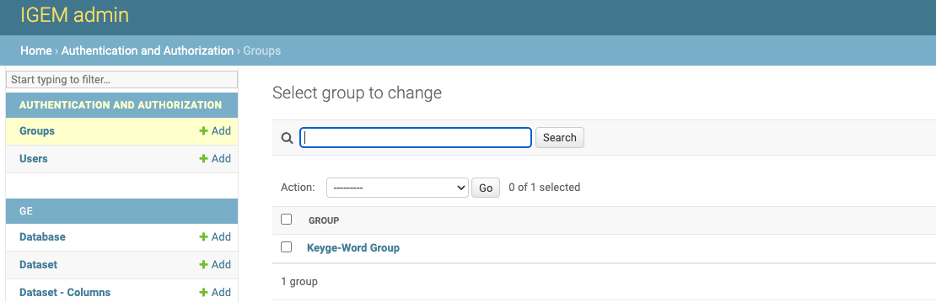 IGEM admin
Home › Authentication and Authorization › Groups
Start typing to filter...
AUTHENTICATION AND AUTHORIZATION
Groups + Add
Users + Add
GE
Database + Add
Dataset + Add
Dataset - Columns + Add
Select group to change
Search
Action: --------- Go 0 of 1 selected
GROUP
Keyge-Word Group
1 group